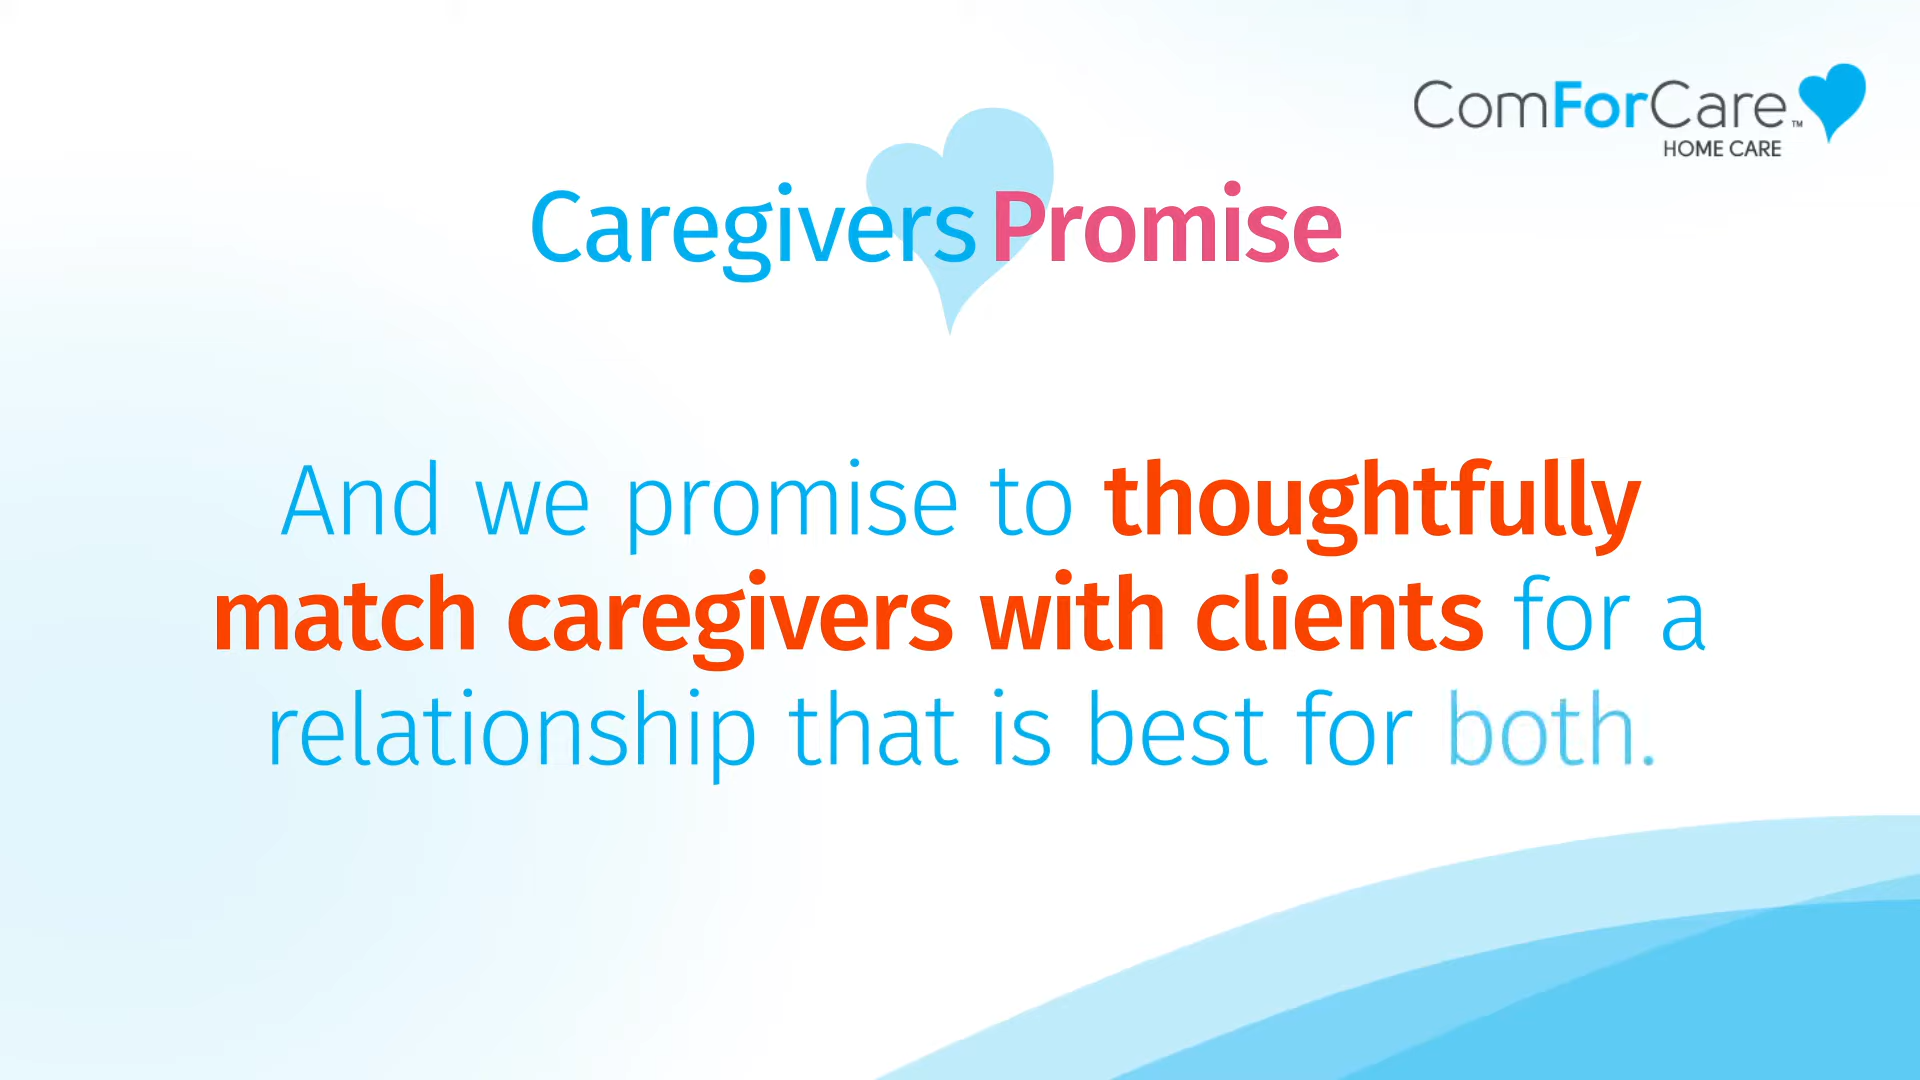 ComForCare™
HOME CARE
Caregivers Promise
And we promise to thoughtfully
match caregivers with clients for a
relationship that is best for both.